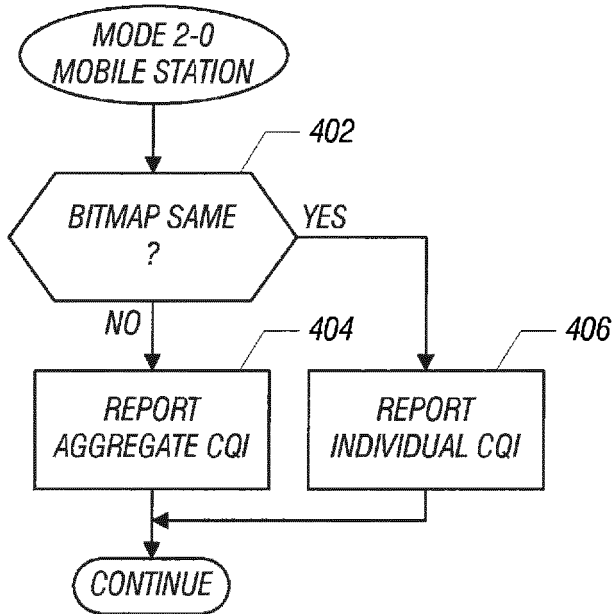 MODE 2-0
MOBILE STATION
402
BITMAP SAME
?
YES
NO
404
406
REPORT
AGGREGATE CQI
REPORT
INDIVIDUAL CQI
CONTINUE